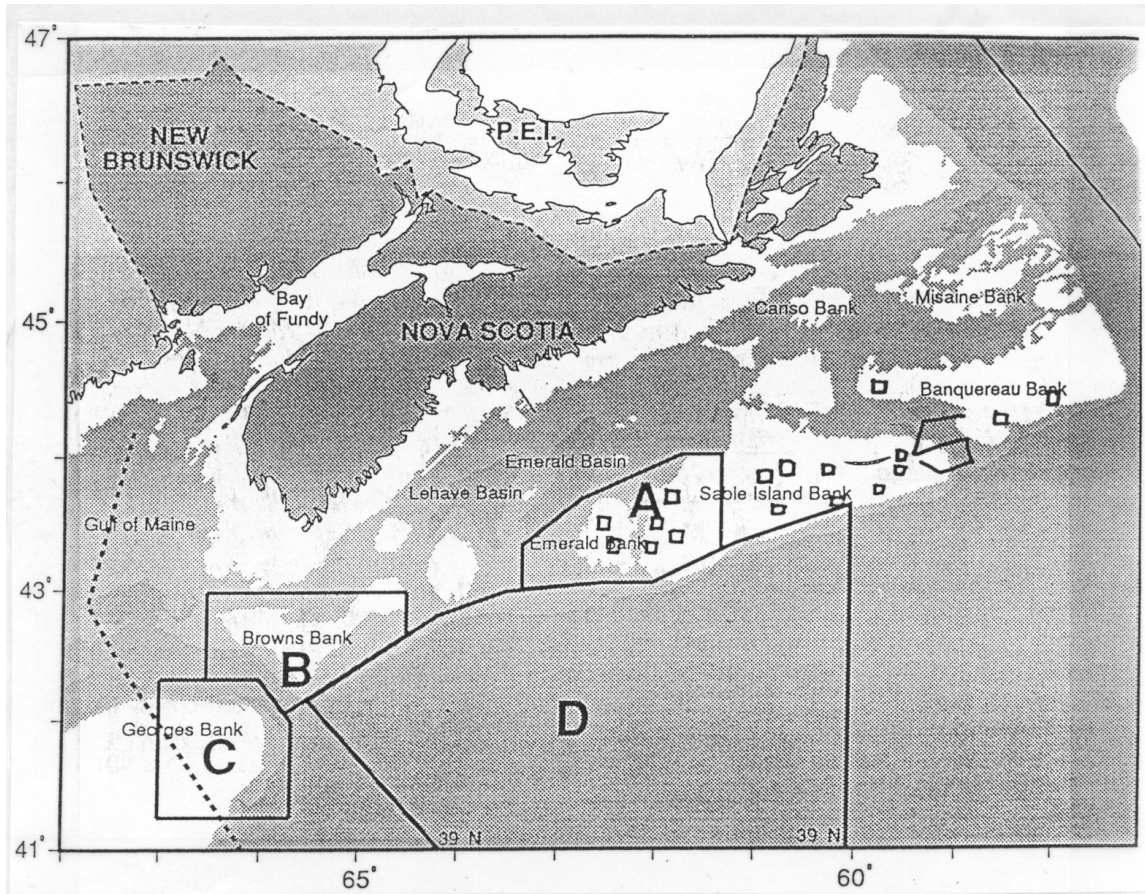 47°
NEW
BRUNSWICK
P.E.I.
Bay
of Fundy
NOVA SCOTIA
45°
Canso Bank
Misaine Bank
Banquereau Bank
Emerald Basin
Lehave Basin
A
Sable Island Bank
Gulf of Maine
Emerald Bank
43°
Browns Bank
B
Georges Bank
C
D
39 N
39 N
41°
65°
60°